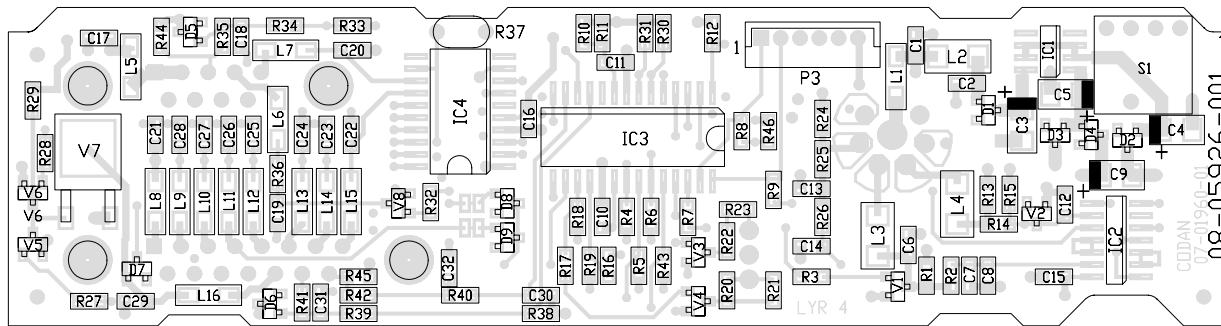 C17
R44
D5
R35
C18
R34
R33
L7
C20
L5
R37
R10
R11
C11
R31
R30
R12
1
P3
L1
C1
L2
C2
D1
IC1
C5
C3
D3
D4
S1
D2
C4
C9
R29
R28
V7
V6
V6
V5
C21
C28
C27
C26
C25
L6
C24
C23
C22
R36
C19
L8
L9
L10
L11
L12
L13
L14
L15
IC4
C16
IC3
R8
R46
R24
R25
C13
R26
C14
R3
R9
V8
R32
D8
D9
R18
C10
R4
R6
R7
R23
R22
V3
R17
R19
R16
R5
R43
V4
R20
R21
L3
C6
V1
R1
R2
C7
C8
L4
R13
R15
R14
V2
C12
IC2
C15
D7
R27
C29
L16
D6
R41
C31
R45
R42
R39
C32
R40
C30
R38
LYR 4
CODAN
07-01960-01
08-05926-001